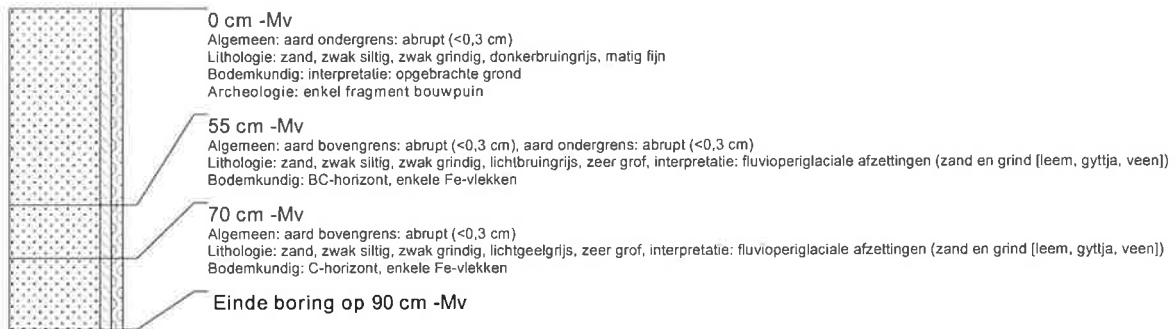 0 cm -Mv
Algemeen: aard ondergrens: abrupt (<0,3 cm)
Lithologie: zand, zwak siltig, zwak grindig, donkerbruingrijs, matig fijn
Bodemkundig: interpretatie: opgebrachte grond
Archeologie: enkel fragment bouwpuin
55 cm -Mv
Algemeen: aard bovengrens: abrupt (<0,3 cm), aard ondergrens: abrupt (<0,3 cm)
Lithologie: zand, zwak siltig, zwak grindig, lichtbruingrijs, zeer grof, interpretatie: fluvioperiglaciale afzettingen (zand en grind [leem, gyttja, veen])
Bodemkundig: BC-horizont, enkele Fe-vlekken
70 cm -Mv
Algemeen: aard bovengrens: abrupt (<0,3 cm)
Lithologie: zand, zwak siltig, zwak grindig, lichtgeelgrijs, zeer grof, interpretatie: fluvioperiglaciale afzettingen (zand en grind [leem, gyttja, veen])
Bodemkundig: C-horizont, enkele Fe-vlekken
Einde boring op 90 cm -Mv